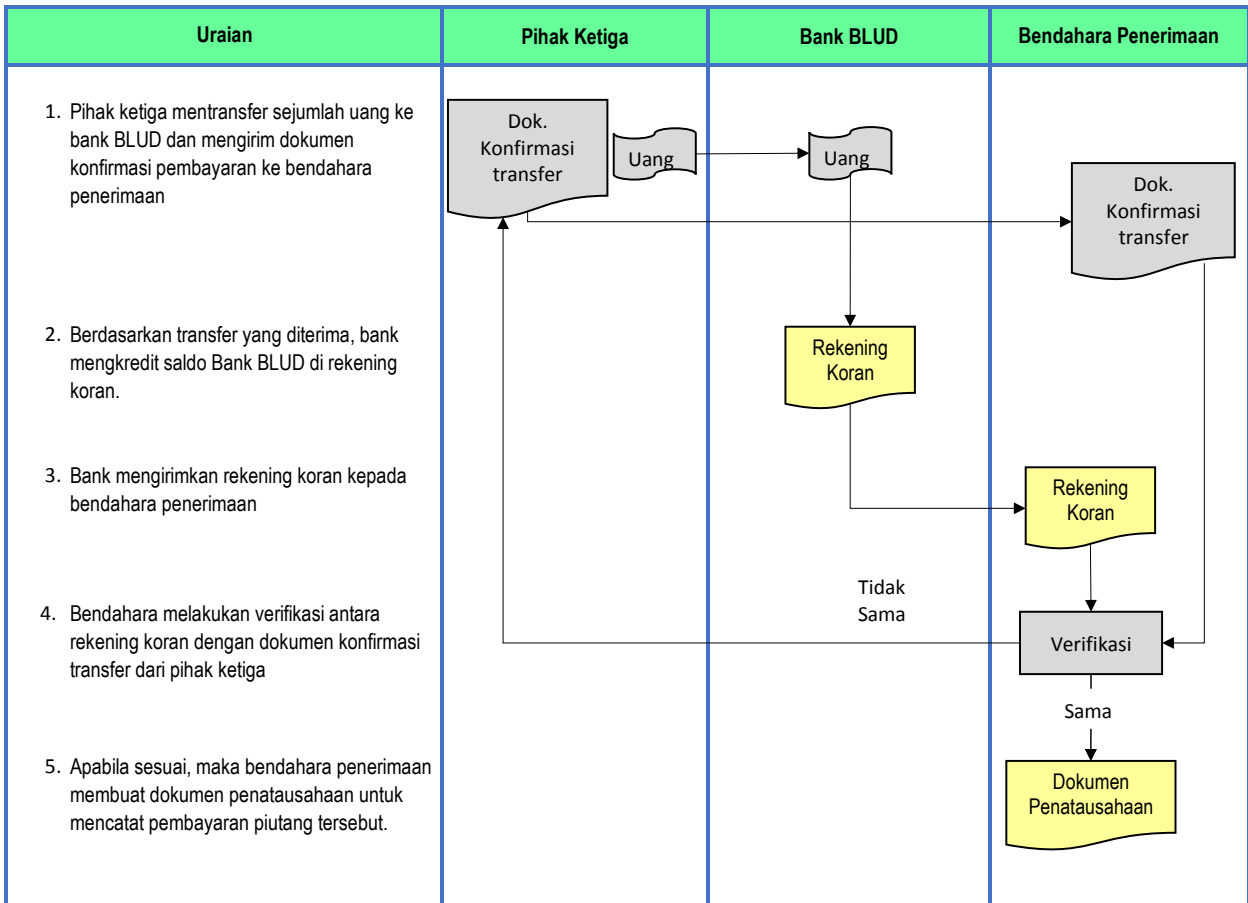 Uraian
Pihak Ketiga
Bank BLUD
Bendahara Penerimaan
1. Pihak ketiga mentransfer sejumlah uang ke
bank BLUD dan mengirim dokumen
konfirmasi pembayaran ke bendahara
penerimaan
Dok.
Konfirmasi
transfer
Uang
Uang
Dok.
Konfirmasi
transfer
2. Berdasarkan transfer yang diterima, bank
mengkredit saldo Bank BLUD di rekening
koran.
Rekening
Koran
3. Bank mengirimkan rekening koran kepada
bendahara penerimaan
Rekening
Koran
4. Bendahara melakukan verifikasi antara
rekening koran dengan dokumen konfirmasi
transfer dari pihak ketiga
Tidak
Sama
Verifikasi
Sama
5. Apabila sesuai, maka bendahara penerimaan
membuat dokumen penatausahaan untuk
mencatat pembayaran piutang tersebut.
Dokumen
Penatausahaan